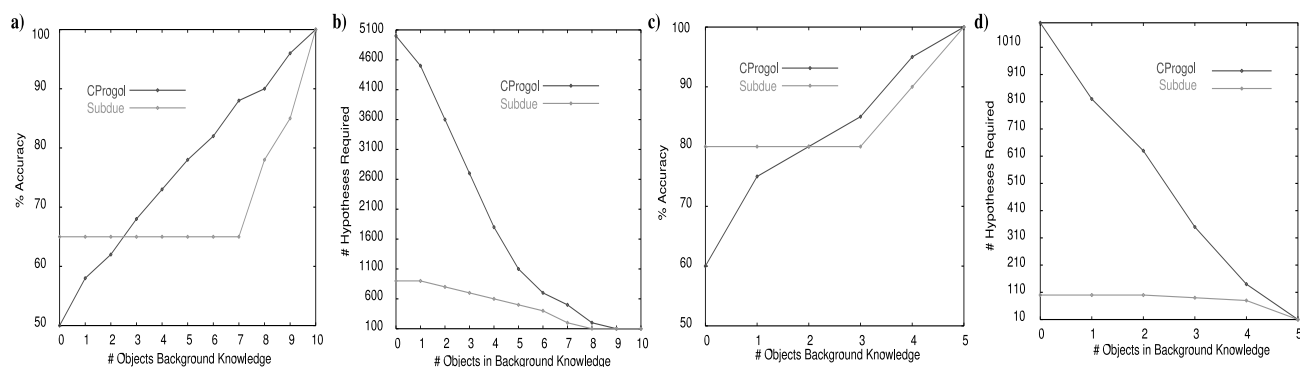 a)
100
90
80
70
60
50
% Accuracy
CProgol
Subdue
0 1 2 3 4 5 6 7 8 9 10
# Objects Background Knowledge
b)
5100
4600
4100
3600
3100
2600
2100
1600
1100
600
100
# Hypotheses Required
CProgol
Subdue
0 1 2 3 4 5 6 7 8 9 10
# Objects in Background Knowledge
c)
100
90
80
70
60
50
% Accuracy
CProgol
Subdue
0 1 2 3 4 5
# Objects Background Knowledge
d)
1010
910
810
710
610
510
410
310
210
110
10
# Hypotheses Required
CProgol
Subdue
0 1 2 3 4 5
# Objects in Background Knowledge